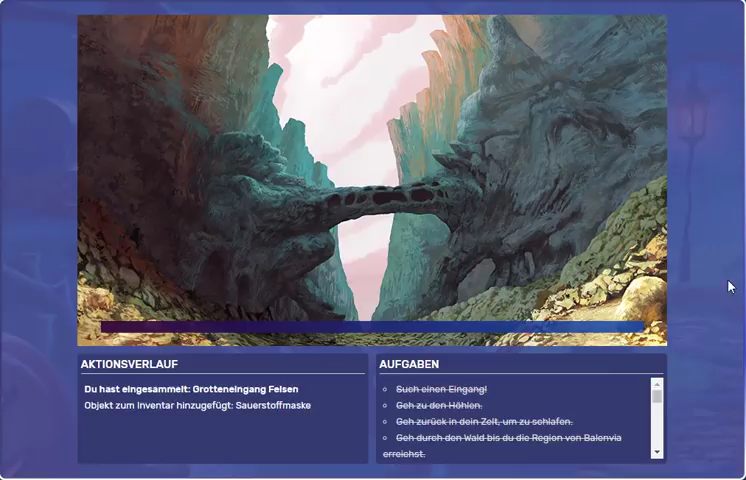 AKTIONSVERLAUF
Du hast eingesammelt: Grotteneingang Felsen
Objekt zum Inventar hinzugefügt: Sauerstoffmaske
AUFGABEN
Such einen Eingang!
Geh zu den Höhlen.
Geh zurück in dein Zelt, um zu schlafen.
Geh durch den Wald bis du die Region von Balenvia
erreichst.